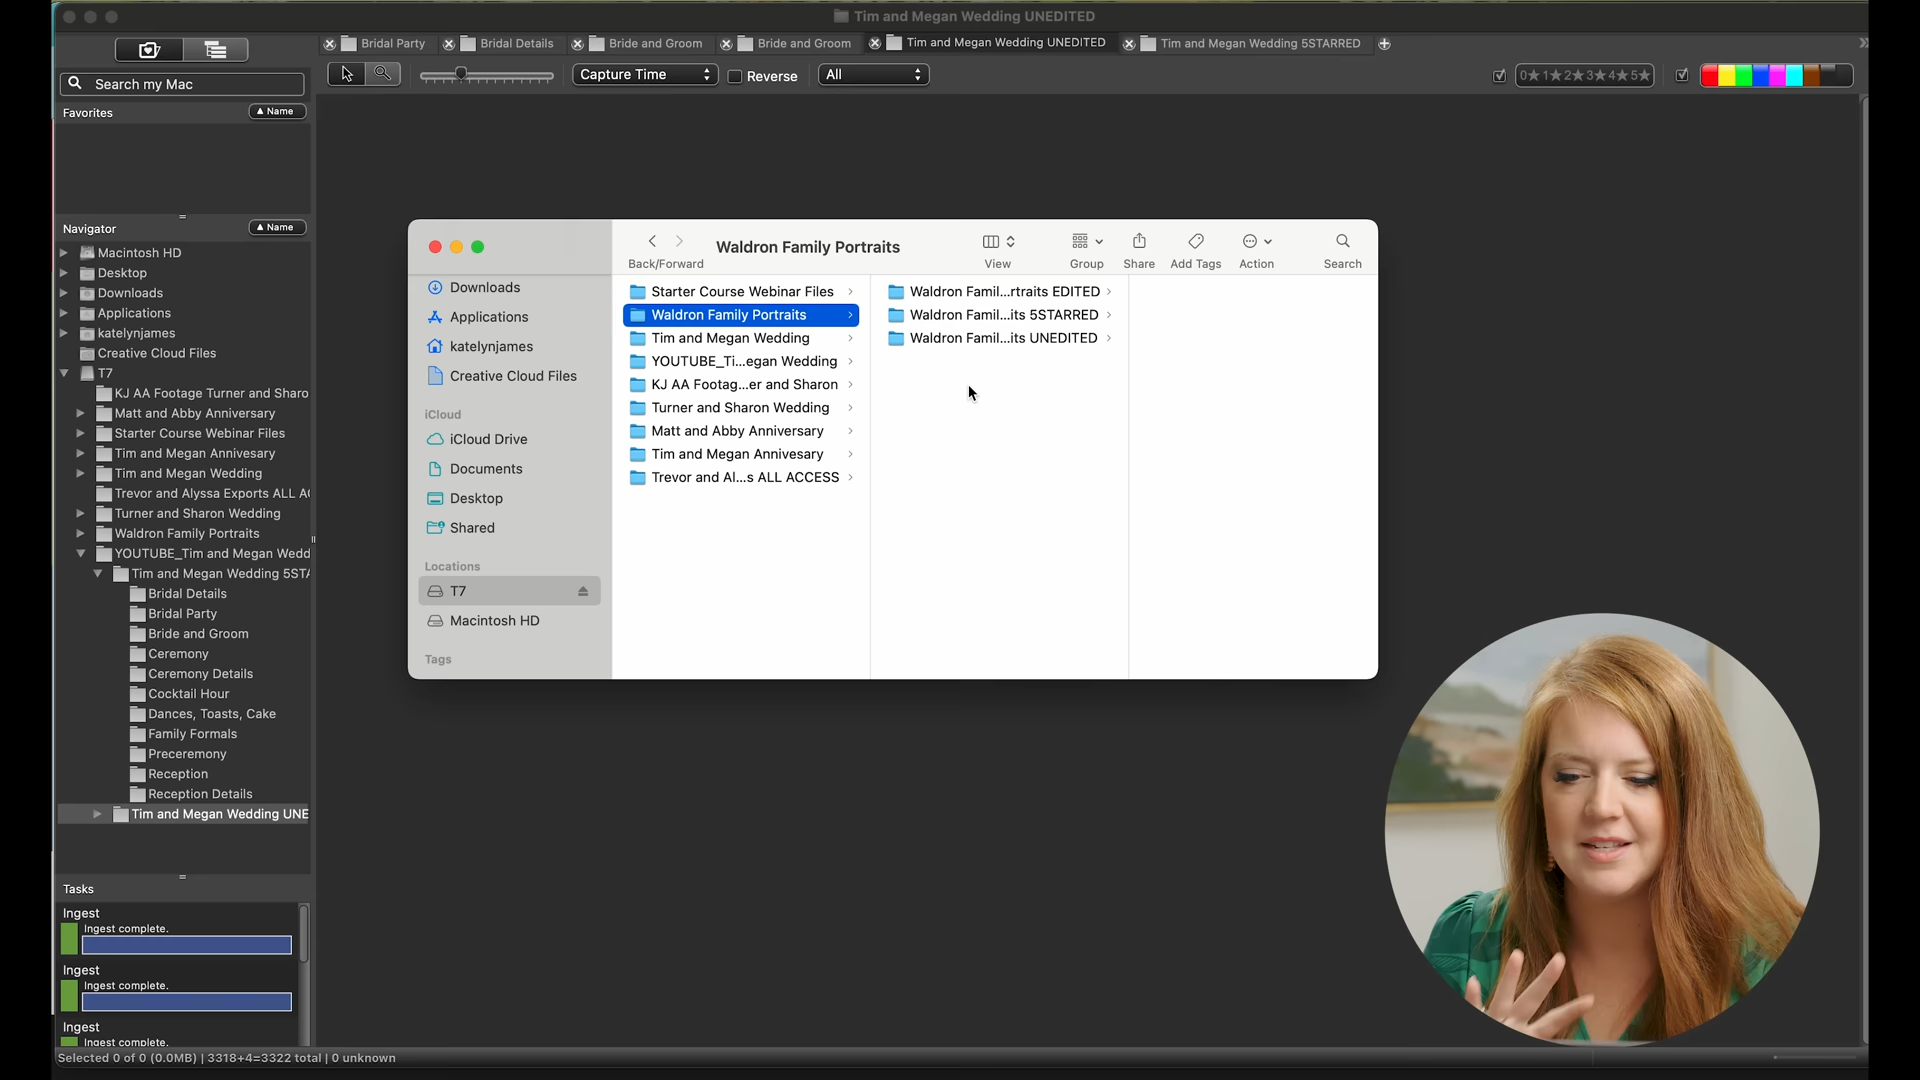 Tim and Megan Wedding UNEDITED
Bridal Party
Bridal Details
Bride and Groom
Bride and Groom
Tim and Megan Wedding UNEDITED
Tim and Megan Wedding 5STARRED
Search my Mac
Capture Time
Reverse
All
0★1★2★3★4★5★
Favorites
▲ Name
Navigator
▲ Name
Macintosh HD
Desktop
Downloads
Applications
katelynjames
Creative Cloud Files
T7
KJ AA Footage Turner and Sharo
Matt and Abby Anniversary
Starter Course Webinar Files
Tim and Megan Annivesary
Tim and Megan Wedding
Trevor and Alyssa Exports ALL A
Turner and Sharon Wedding
Waldron Family Portraits
YOUTUBE_Tim and Megan Wedd
Tim and Megan Wedding 5STA
Bridal Details
Bridal Party
Bride and Groom
Ceremony
Ceremony Details
Cocktail Hour
Dances, Toasts, Cake
Family Formals
Preceremony
Reception
Reception Details
Tim and Megan Wedding UNE
Tasks
Ingest
Ingest complete.
Ingest
Ingest complete.
Ingest
Ingest complete.
Selected 0 of 0 (0.0MB) | 3318+4=3322 total | 0 unknown
Waldron Family Portraits
Back/Forward
View
Group
Share
Add Tags
Action
Search
Downloads
Applications
katelynjames
Creative Cloud Files
iCloud
iCloud Drive
Documents
Desktop
Shared
Locations
T7
Macintosh HD
Tags
Starter Course Webinar Files
Waldron Family Portraits
Tim and Megan Wedding
YOUTUBE_Ti...egan Wedding
KJ AA Footag...er and Sharon
Turner and Sharon Wedding
Matt and Abby Anniversary
Tim and Megan Annivesary
Trevor and Al...s ALL ACCESS
Waldron Famil...rtraits EDITED
Waldron Famil...its 5STARRED
Waldron Famil...its UNEDITED